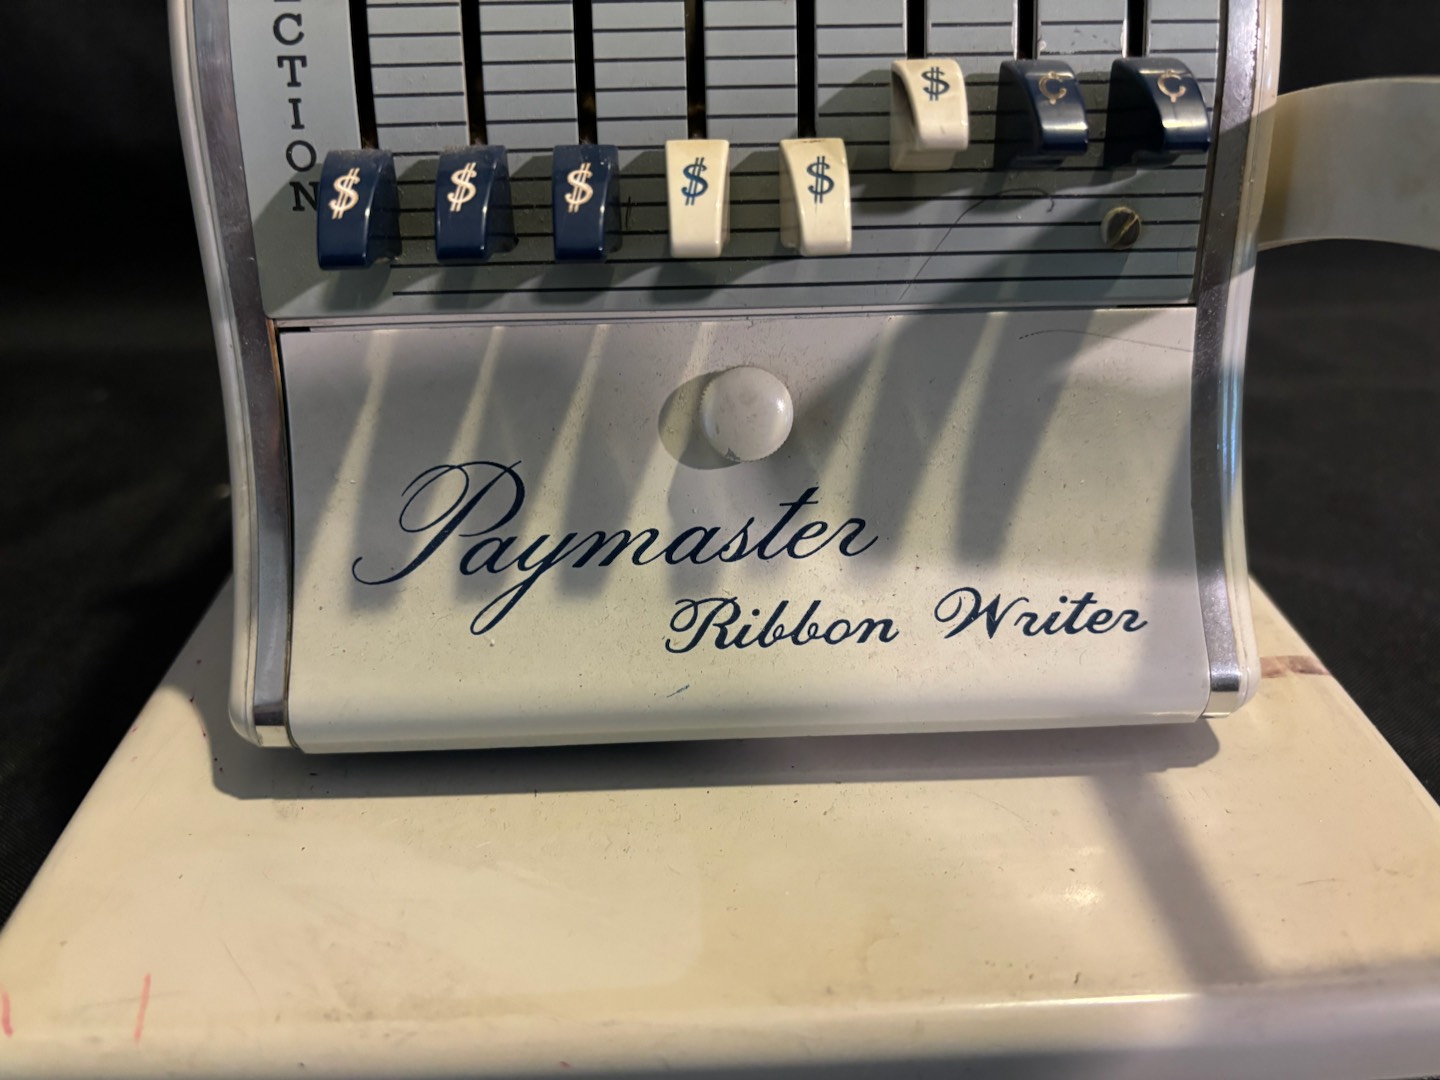 CTION
$ $ $ $ $ $ ¢ ¢
Paymaster
Ribbon Writer